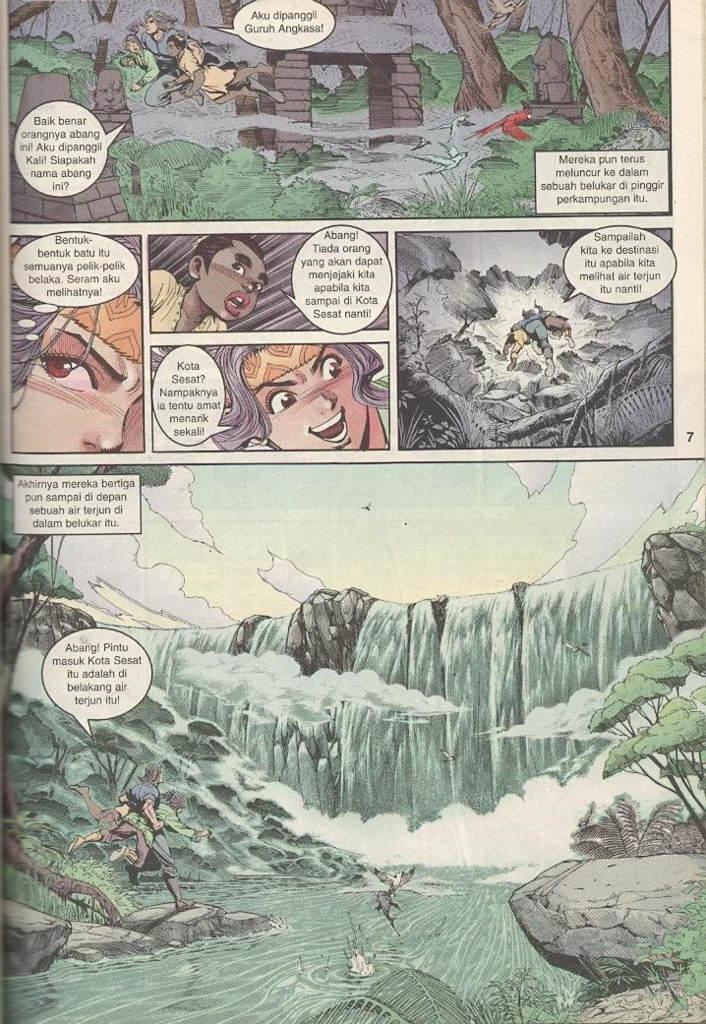 Aku dipanggil
Guruh Angkasa!
Baik benar
orangnya abang
ini! Aku dipanggil
Kali! Siapakah
nama abang
ini?
Mereka pun terus
meluncur ke dalam
sebuah belukar di pinggir
perkampungan itu.
Bentuk-
bentuk batu itu
semuanya pelik-pelik
belaka. Seram aku
melihatnya!
Abang!
Tiada orang
yang akan dapat
menjejaki kita
apabila kita
sampai di Kota
Sesat nanti!
Kota
Sesat?
Nampaknya
ia tentu amat
menarik
sekali!
Sampailah
kita ke destinasi
itu apabila kita
melihat air terjun
itu nanti!
7
Akhirnya mereka bertiga
pun sampai di depan
sebuah air terjun di
dalam belukar itu.
Abang! Pintu
masuk Kota Sesat
itu adalah di
belakang air
terjun itu!